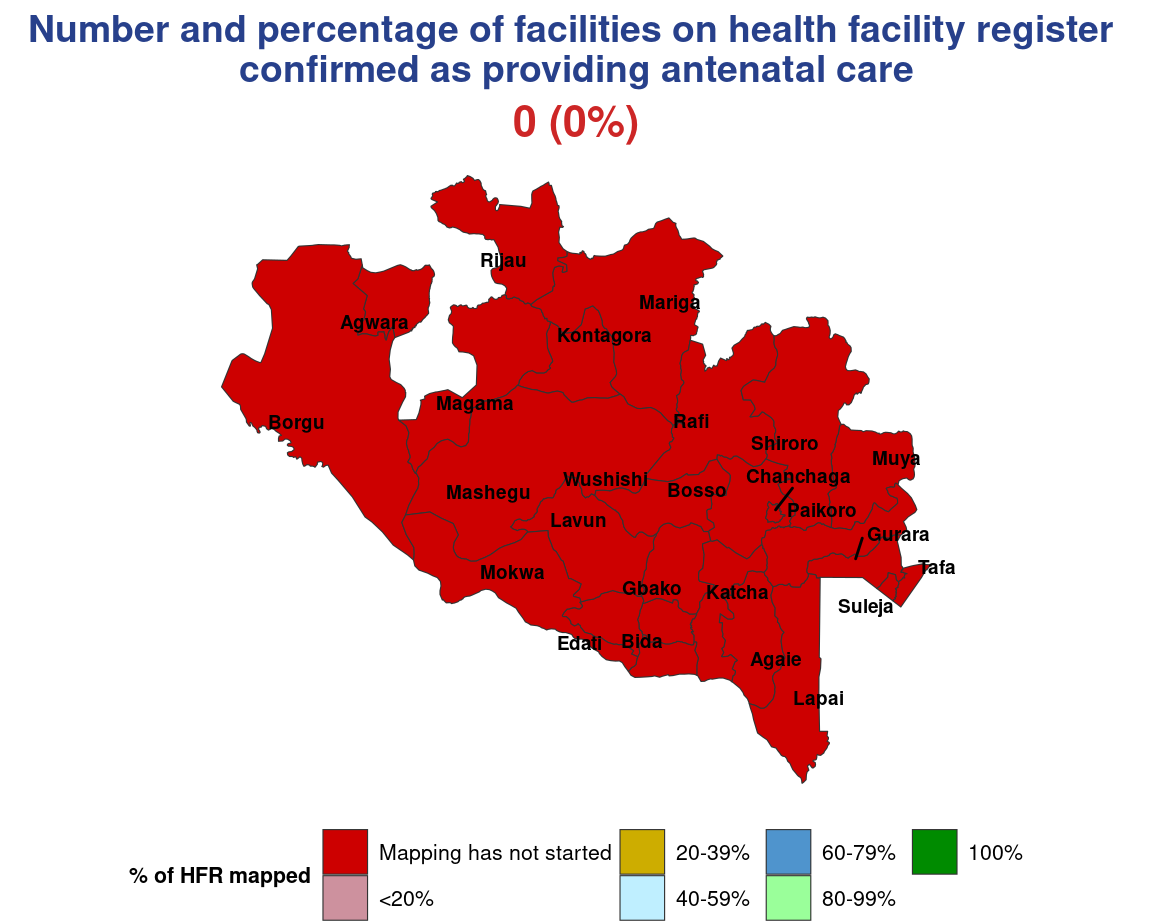 Number and percentage of facilities on health facility register
confirmed as providing antenatal care
0 (0%)
Rijau
Mariga
Agwara
Kontagora
Magama
Borgu
Rafi
Shiroro
Muya
Chanchaga
Wushishi
Bosso
Mashegu
Paikoro
Lavun
Gurara
Tafa
Mokwa
Gbako
Katcha
Suleja
Edati
Bida
Agaie
Lapai
% of HFR mapped
Mapping has not started
<20%
20-39%
40-59%
60-79%
80-99%
100%